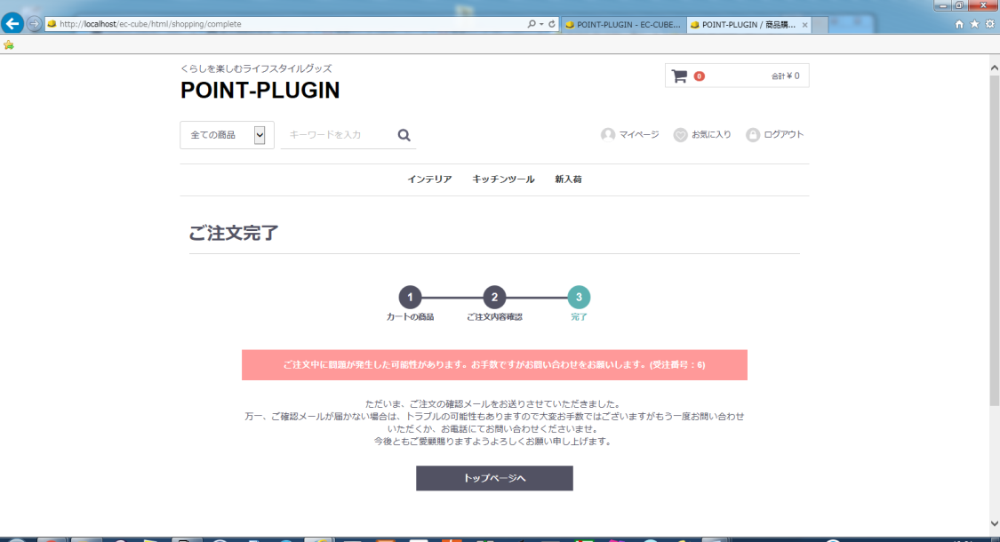 http://localhost/ec-cube/html/shopping/complete
POINT-PLUGIN - EC-CUBE...
POINT-PLUGIN / 商品購...
くらしを楽しむライフスタイルグッズ
POINT-PLUGIN
0
合計 ¥ 0
全ての商品
キーワードを入力
マイページ
お気に入り
ログアウト
インテリア
キッチンツール
新入荷
ご注文完了
1
2
3
カートの商品
ご注文内容確認
完了
ご注文中に問題が発生した可能性があります。お手数ですがお問い合わせをお願いします。(受注番号：6)
ただいま、ご注文の確認メールをお送りさせていただきました。
万一、ご確認メールが届かない場合は、トラブルの可能性もありますので大変お手数ではございますがもう一度お問い合わせ
いただくか、お電話にてお問い合わせくださいませ。
今後ともご愛顧賜りますようよろしくお願い申し上げます。
トップページへ